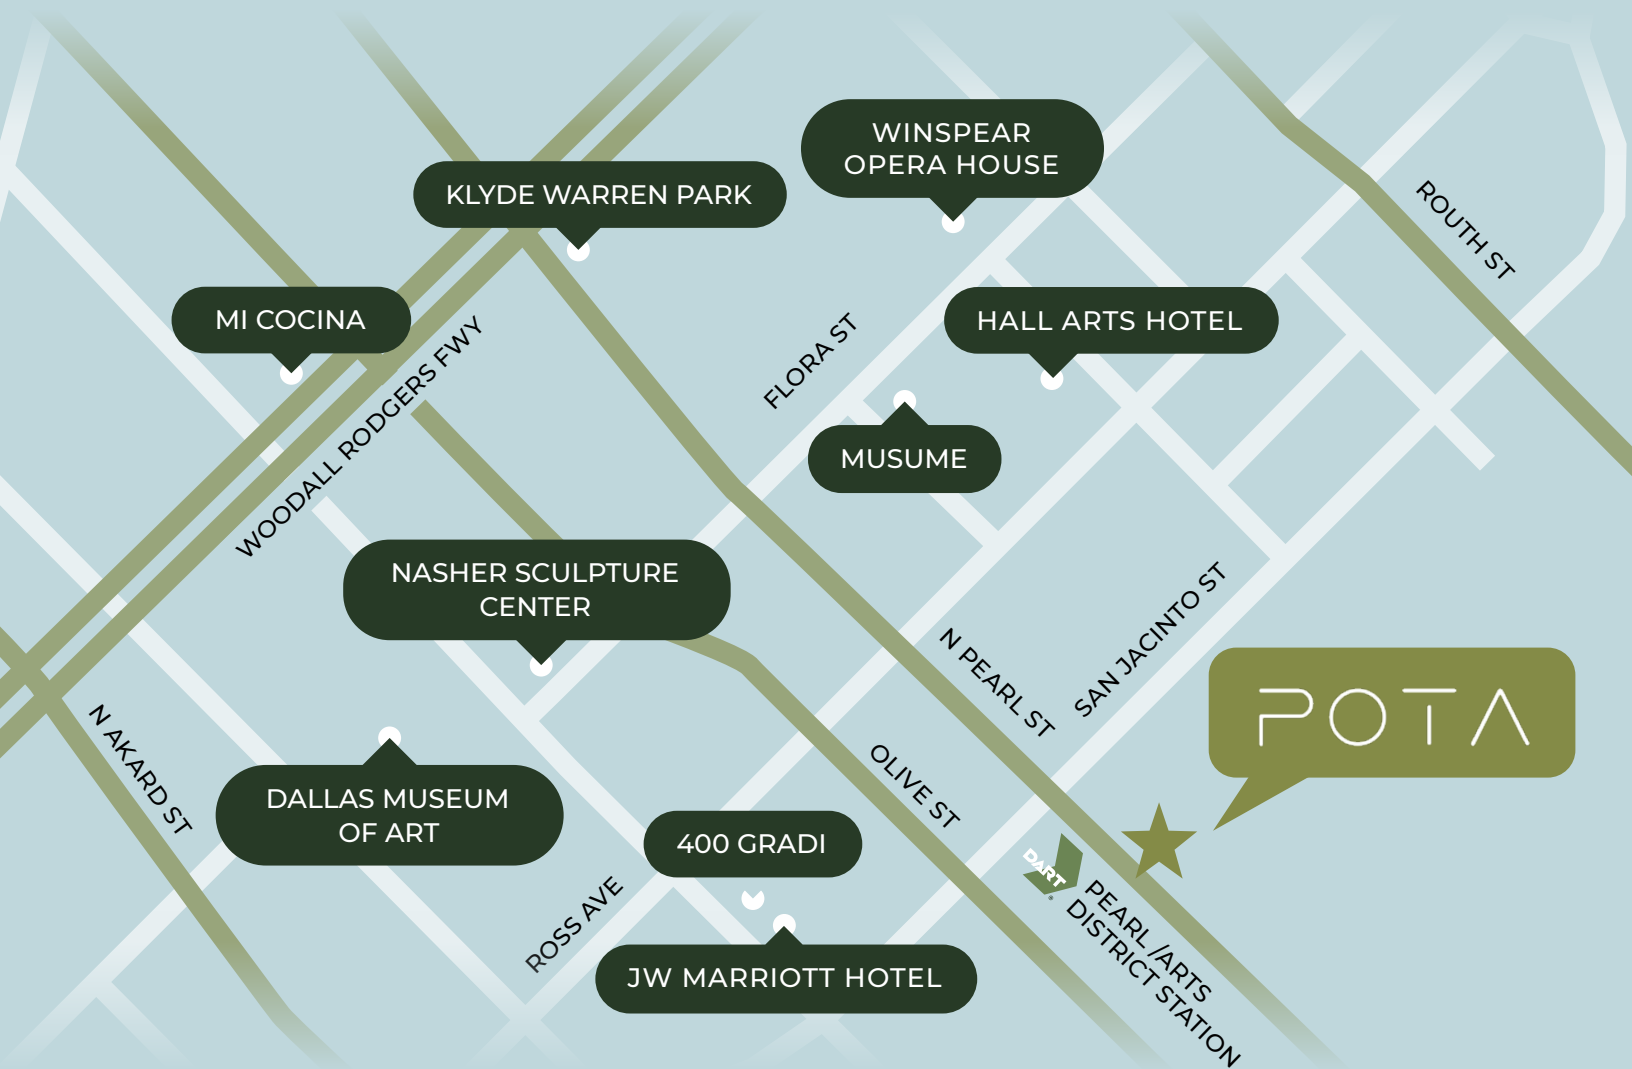 WINSPEAR
OPERA HOUSE
KLYDE WARREN PARK
ROUTH ST
MI COCINA
HALL ARTS HOTEL
FLORA ST
WOODALL RODGERS FWY
MUSUME
NASHER SCULPTURE
CENTER
N PEARL ST
SAN JACINTO ST
POTA
N AKARD ST
OLIVE ST
DALLAS MUSEUM
OF ART
400 GRADI
DART
PEARL /ARTS
DISTRICT STATION
ROSS AVE
JW MARRIOTT HOTEL